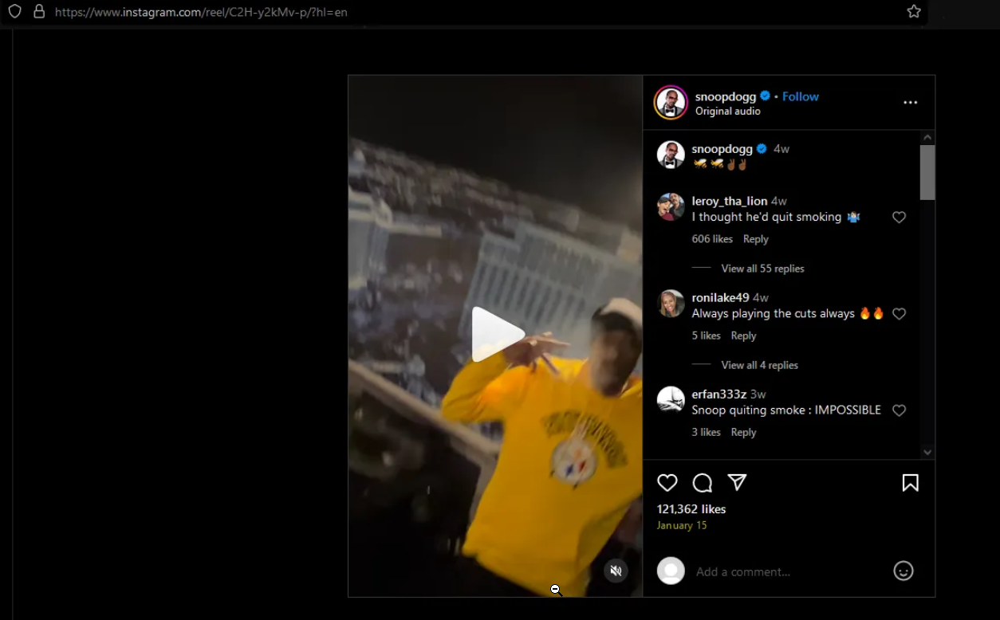 https://www.instagram.com/reel/C2H-y2kMv-p/?hl=en
snoopdogg • Follow
Original audio
snoopdogg 4w
🐝 🐝✌🏾✌🏾
leroy_tha_lion 4w
I thought he'd quit smoking 🤷
606 likes Reply
View all 55 replies
ronilake49 4w
Always playing the cuts always 🔥🔥
5 likes Reply
View all 4 replies
erfan333z 3w
Snoop quiting smoke : IMPOSSIBLE
3 likes Reply
121,362 likes
January 15
Add a comment...